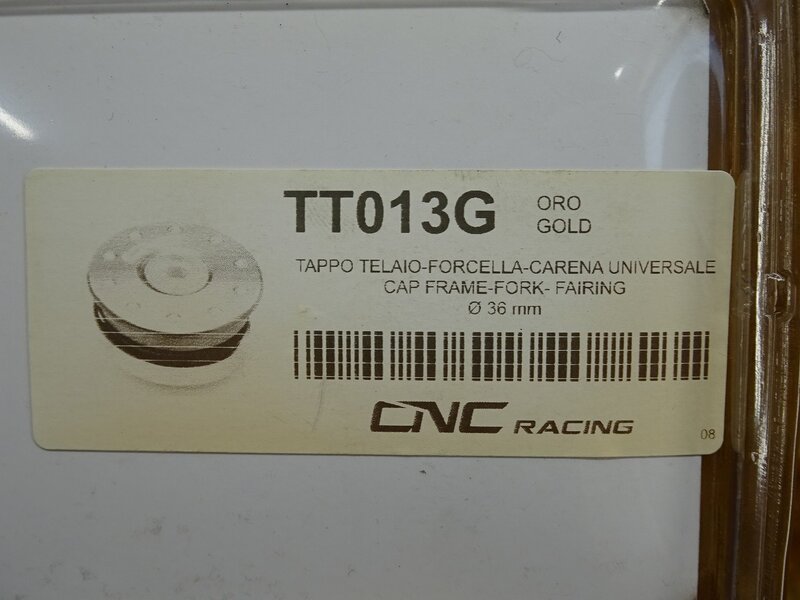 TT013G
ORO
GOLD
TAPPO TELAIO-FORCELLA-CARENA UNIVERSALE
CAP FRAME-FORK- FAIRING
Ø 36 mm
CNC RACING
08